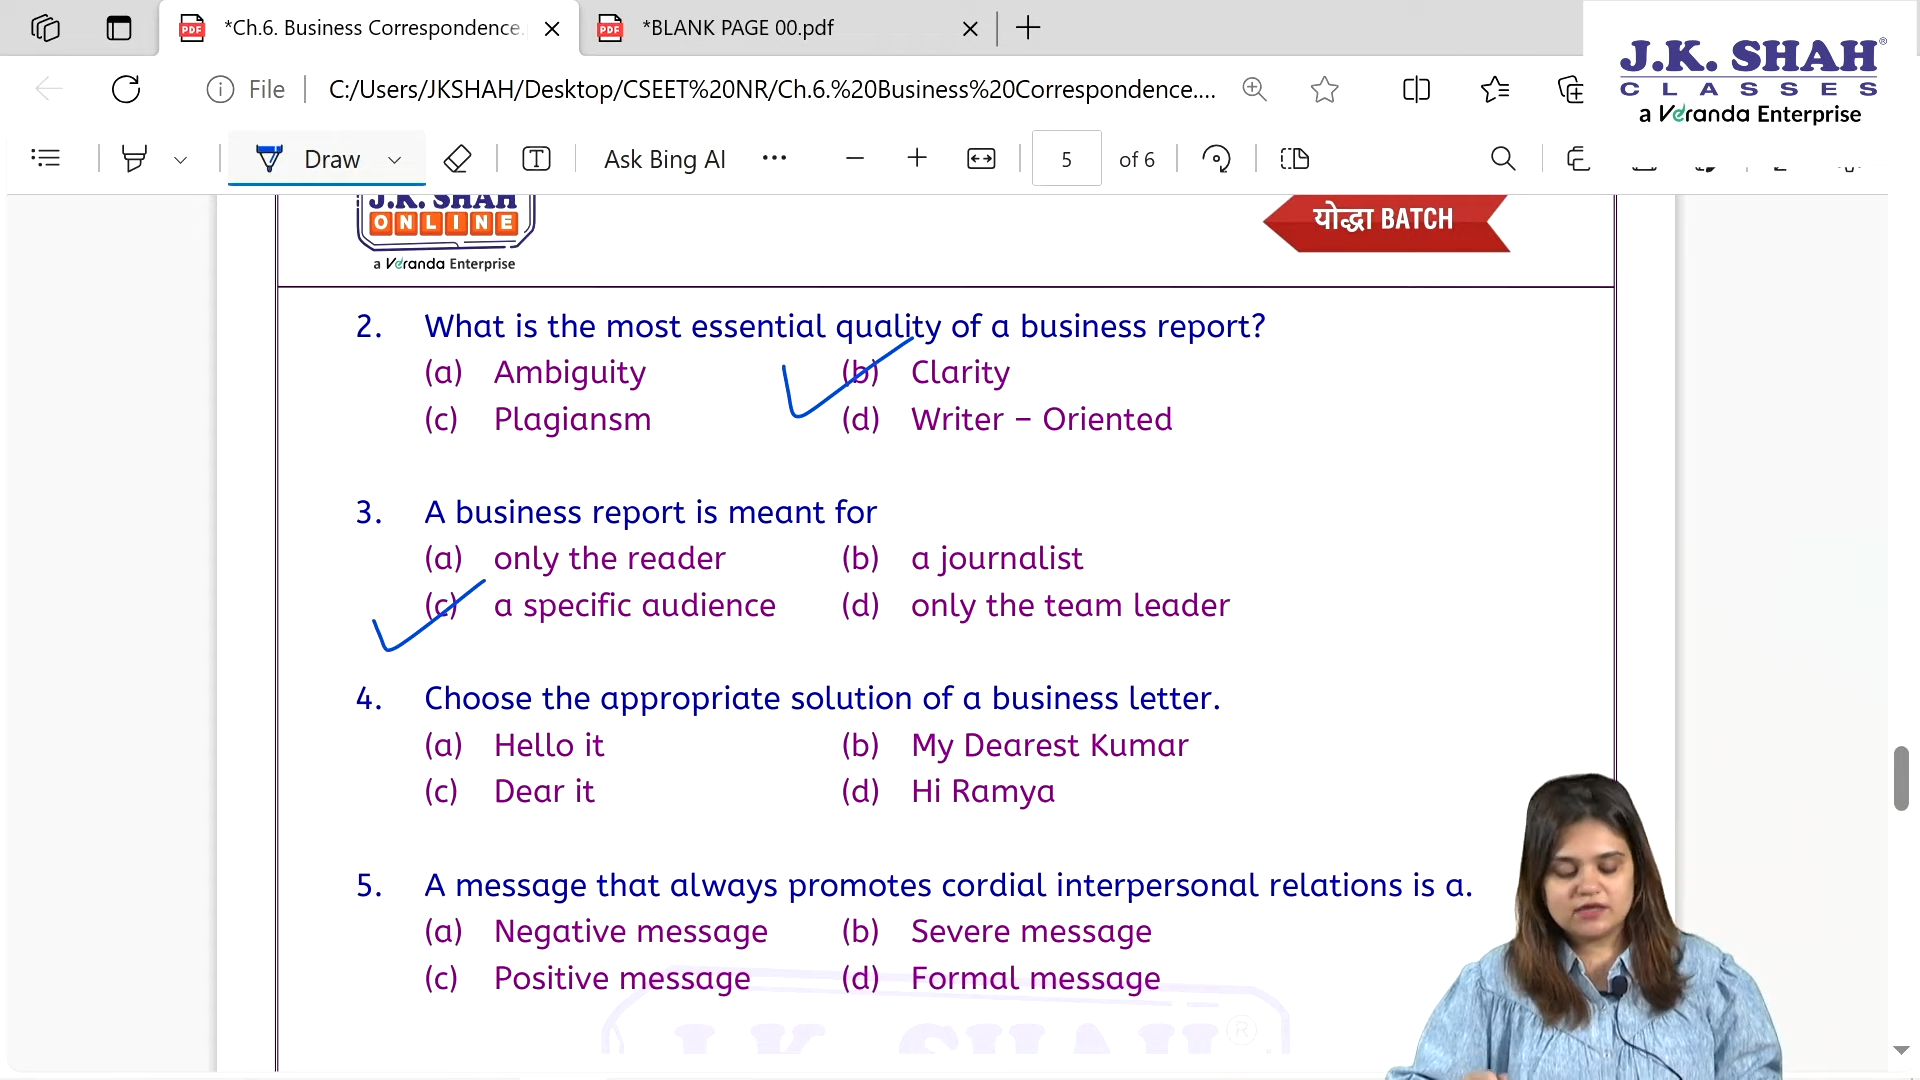 *Ch.6. Business Correspondence.
*BLANK PAGE 00.pdf
J.K. SHAH®
CLASSES
a Veranda Enterprise
File
C:/Users/JKSHAH/Desktop/CSEET%20NR/Ch.6.%20Business%20Correspondence....
Draw
Ask Bing AI
5
of 6
J.K. SHAH
ONLINE
a Veranda Enterprise
योद्धा BATCH
2. What is the most essential quality of a business report?
(a) Ambiguity (b) Clarity
(c) Plagiansm (d) Writer – Oriented
3. A business report is meant for
(a) only the reader (b) a journalist
(c) a specific audience (d) only the team leader
4. Choose the appropriate solution of a business letter.
(a) Hello it (b) My Dearest Kumar
(c) Dear it (d) Hi Ramya
5. A message that always promotes cordial interpersonal relations is a.
(a) Negative message (b) Severe message
(c) Positive message (d) Formal message
J.K. SHAH®